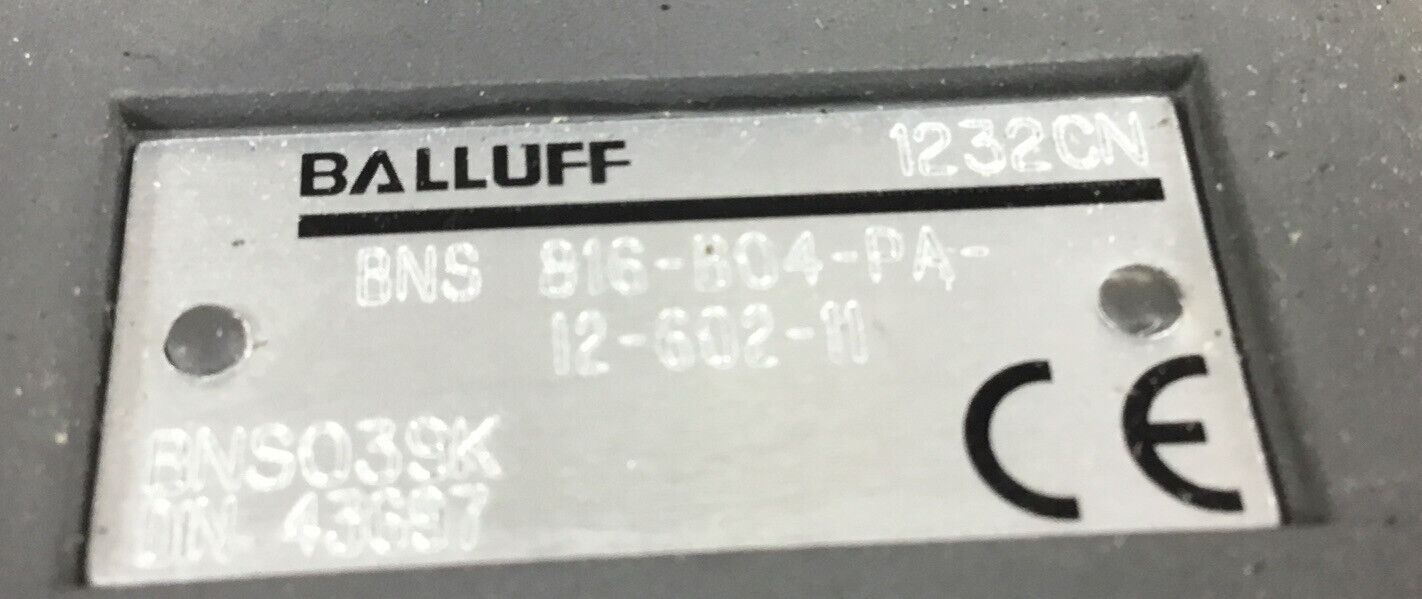 BALLUFF 1232CN
BNS 816-B04-PA-
12-602-11
BNS039K
DIN 43697
CE